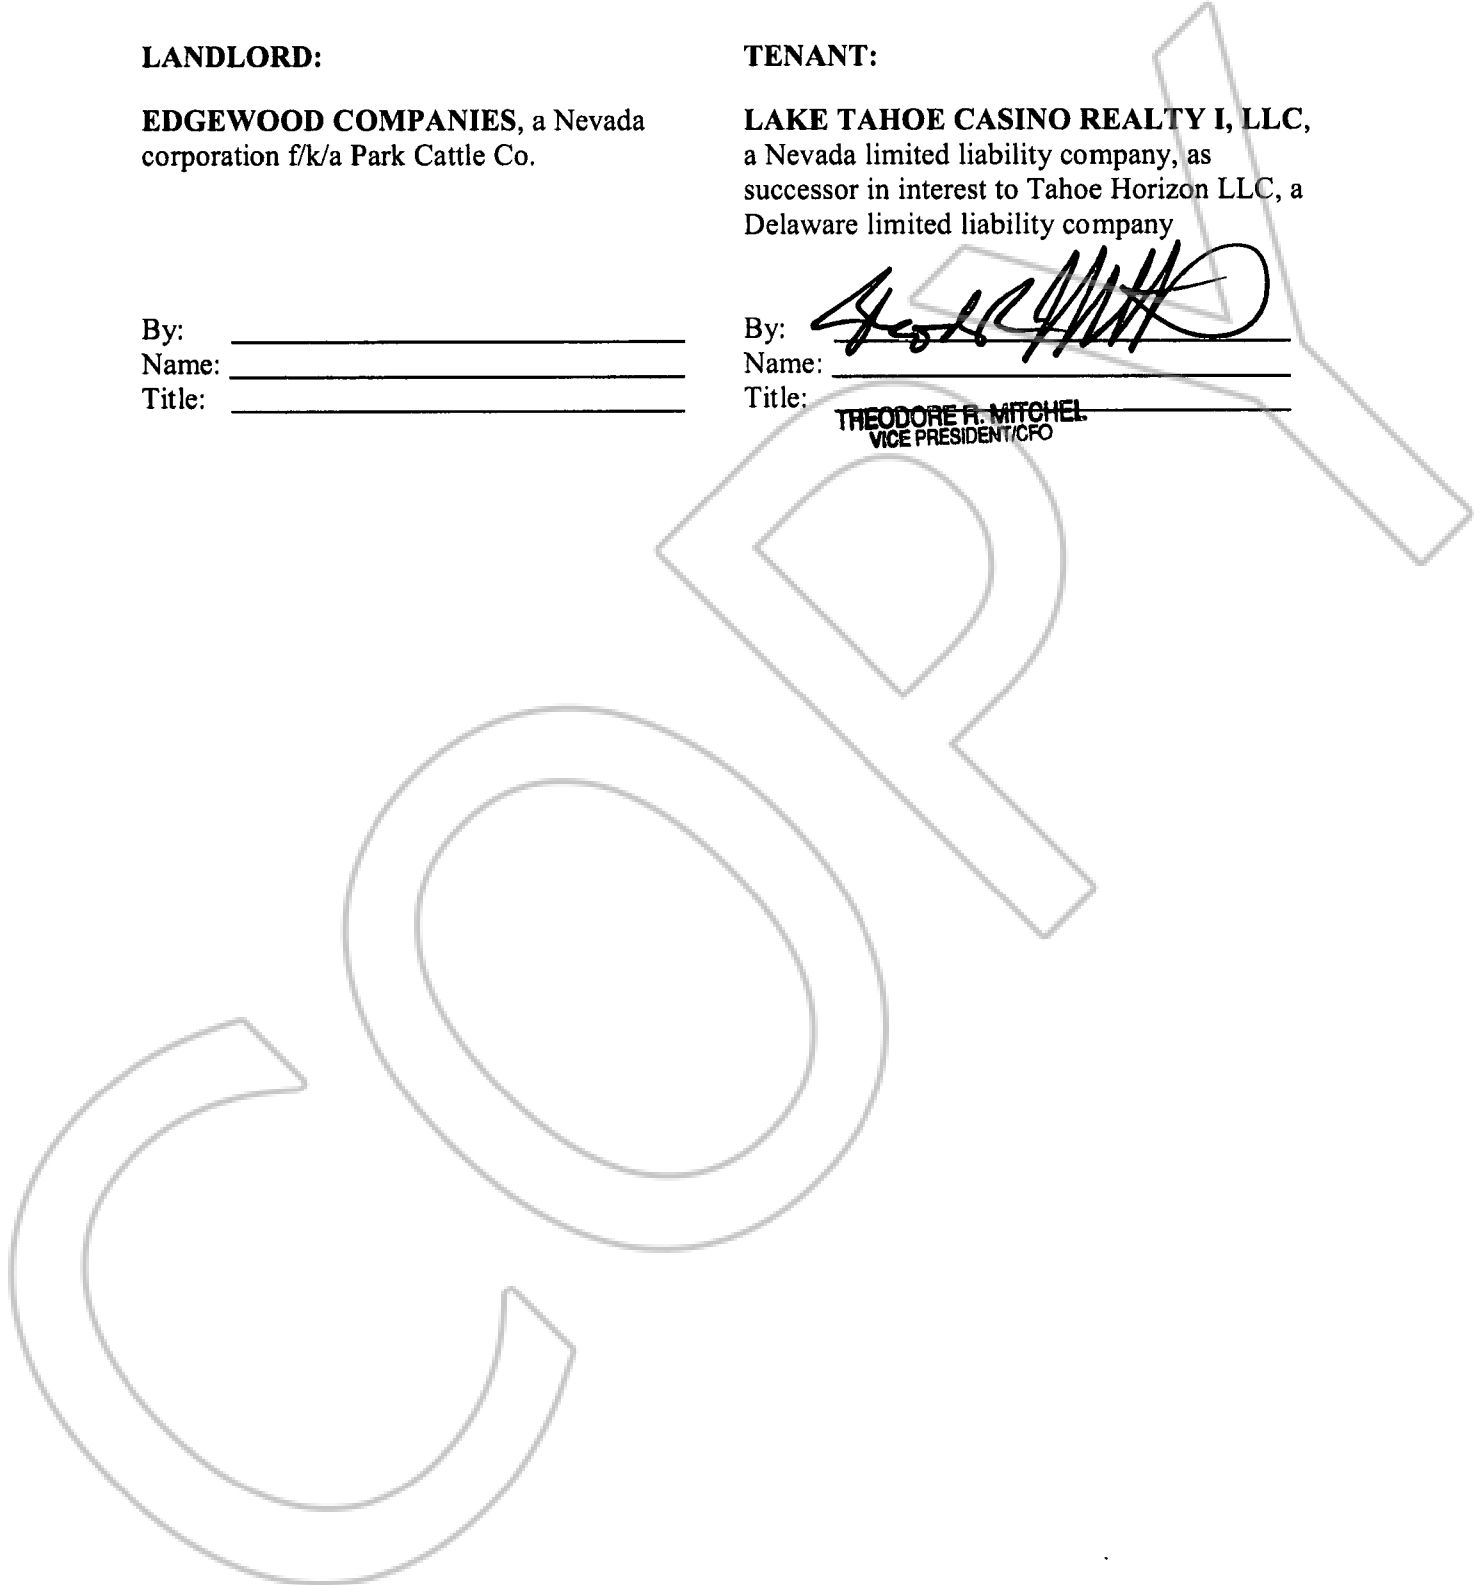 LANDLORD:
EDGEWOOD COMPANIES, a Nevada
corporation f/k/a Park Cattle Co.
By:
Name:
Title:
TENANT:
LAKE TAHOE CASINO REALTY I, LLC,
a Nevada limited liability company, as
successor in interest to Tahoe Horizon LLC, a
Delaware limited liability company
By:
Name:
Title:
THEODORE R. MITCHEL
VICE PRESIDENT/CFO
COPY